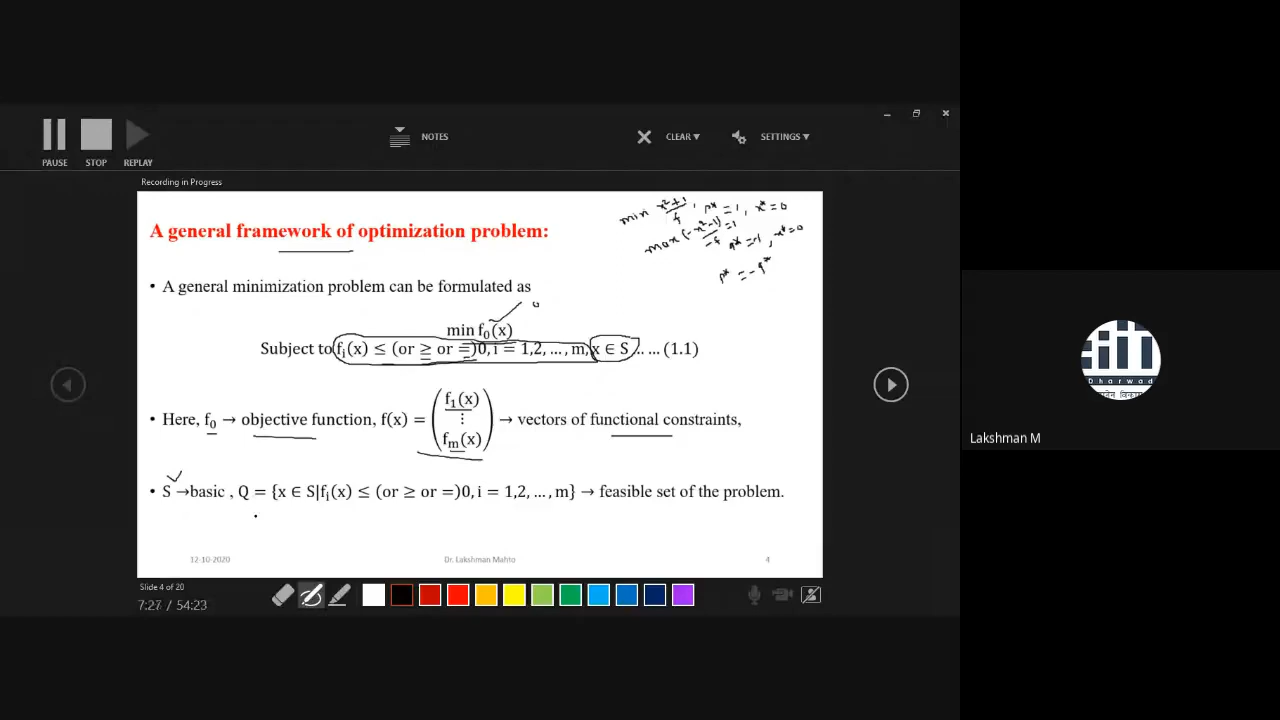 NOTES
CLEAR ▾
SETTINGS ▾
PAUSE STOP REPLAY
Recording in Progress
min x²+1, p* = 1, x* = 0
A general framework of optimization problem:
max (-x²-1)
q* = -1, x* = 0
p* = -q*
• A general minimization problem can be formulated as
min f₀(x)
Subject to fᵢ(x) ≤ (or ≥ or =)0, i = 1,2, … , m, x ∈ S … … (1.1)
f₁(x)
• Here, f₀ → objective function, f(x) = ( ⋮ ) → vectors of functional constraints,
fₘ(x)
• S →basic , Q = {x ∈ S|fᵢ(x) ≤ (or ≥ or =)0, i = 1,2, … , m} → feasible set of the problem.
12-10-2020 Dr. Lakshman Mahto 4
Slide 4 of 20
7:27 / 54:23
Dharwad
Lakshman M